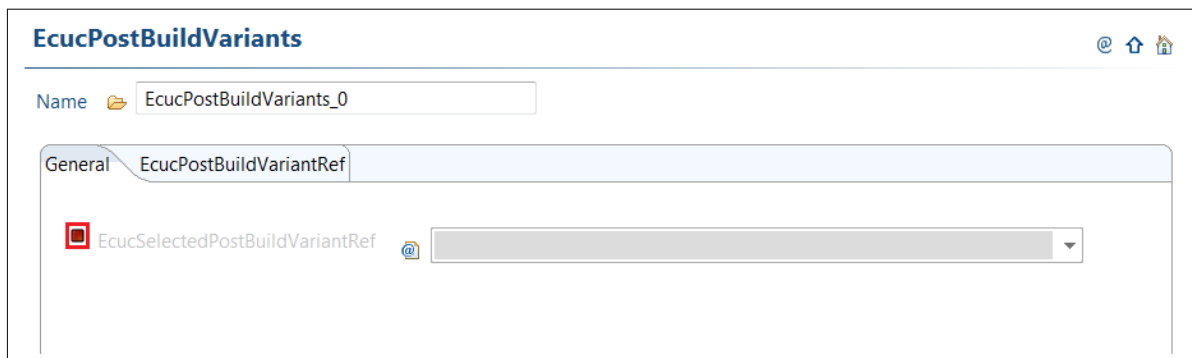 EcucPostBuildVariants
Name EcucPostBuildVariants_0
General EcucPostBuildVariantRef
EcucSelectedPostBuildVariantRef